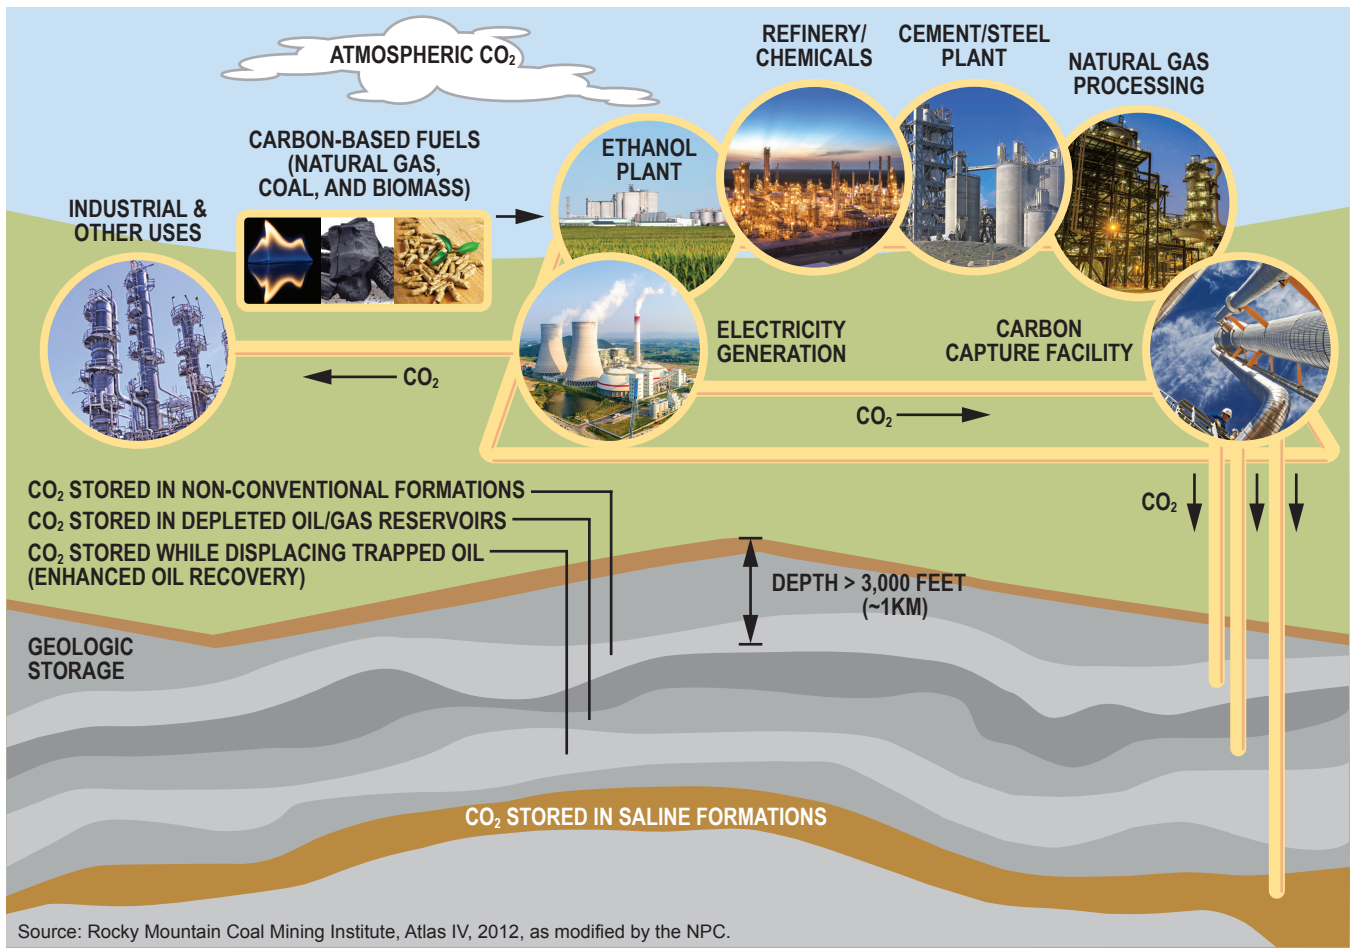 ATMOSPHERIC CO₂
REFINERY/
CHEMICALS
CEMENT/STEEL
PLANT
NATURAL GAS
PROCESSING
CARBON-BASED FUELS
(NATURAL GAS,
COAL, AND BIOMASS)
ETHANOL
PLANT
INDUSTRIAL &
OTHER USES
ELECTRICITY
GENERATION
CARBON
CAPTURE FACILITY
CO₂
CO₂
CO₂ STORED IN NON-CONVENTIONAL FORMATIONS
CO₂ STORED IN DEPLETED OIL/GAS RESERVOIRS
CO₂ STORED WHILE DISPLACING TRAPPED OIL
(ENHANCED OIL RECOVERY)
CO₂
DEPTH > 3,000 FEET
(~1KM)
GEOLOGIC
STORAGE
CO₂ STORED IN SALINE FORMATIONS
Source: Rocky Mountain Coal Mining Institute, Atlas IV, 2012, as modified by the NPC.